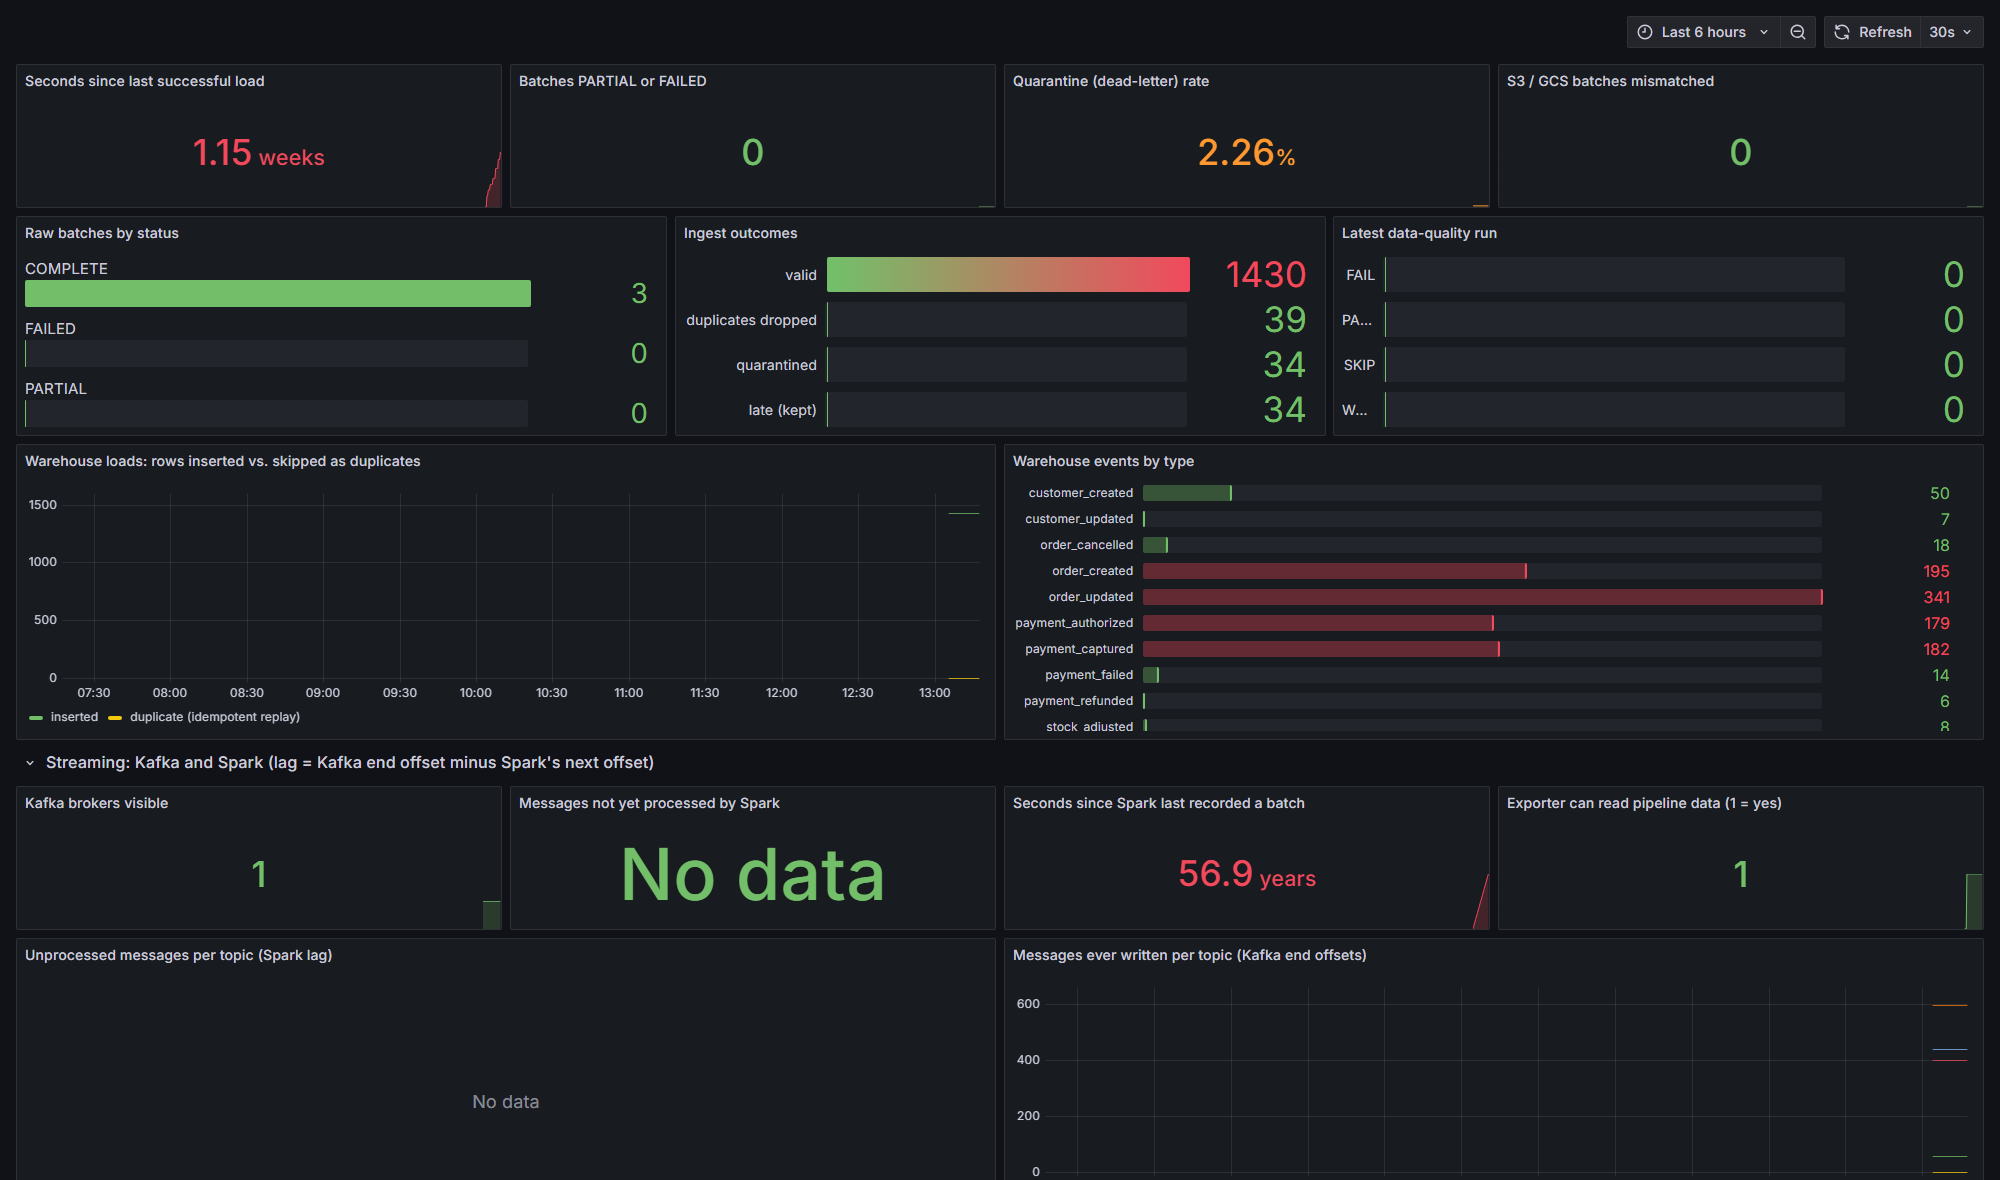 Last 6 hours
Refresh
30s
Seconds since last successful load
1.15 weeks
Batches PARTIAL or FAILED
0
Quarantine (dead-letter) rate
2.26%
S3 / GCS batches mismatched
0
Raw batches by status
COMPLETE
3
FAILED
0
PARTIAL
0
Ingest outcomes
valid 1430
duplicates dropped 39
quarantined 34
late (kept) 34
Latest data-quality run
FAIL 0
PA... 0
SKIP 0
W... 0
Warehouse loads: rows inserted vs. skipped as duplicates
1500
1000
500
0
07:30 08:00 08:30 09:00 09:30 10:00 10:30 11:00 11:30 12:00 12:30 13:00
inserted duplicate (idempotent replay)
Warehouse events by type
customer_created 50
customer_updated 7
order_cancelled 18
order_created 195
order_updated 341
payment_authorized 179
payment_captured 182
payment_failed 14
payment_refunded 6
stock_adjusted 8
Streaming: Kafka and Spark (lag = Kafka end offset minus Spark's next offset)
Kafka brokers visible
1
Messages not yet processed by Spark
No data
Seconds since Spark last recorded a batch
56.9 years
Exporter can read pipeline data (1 = yes)
1
Unprocessed messages per topic (Spark lag)
No data
Messages ever written per topic (Kafka end offsets)
600
400
200
0